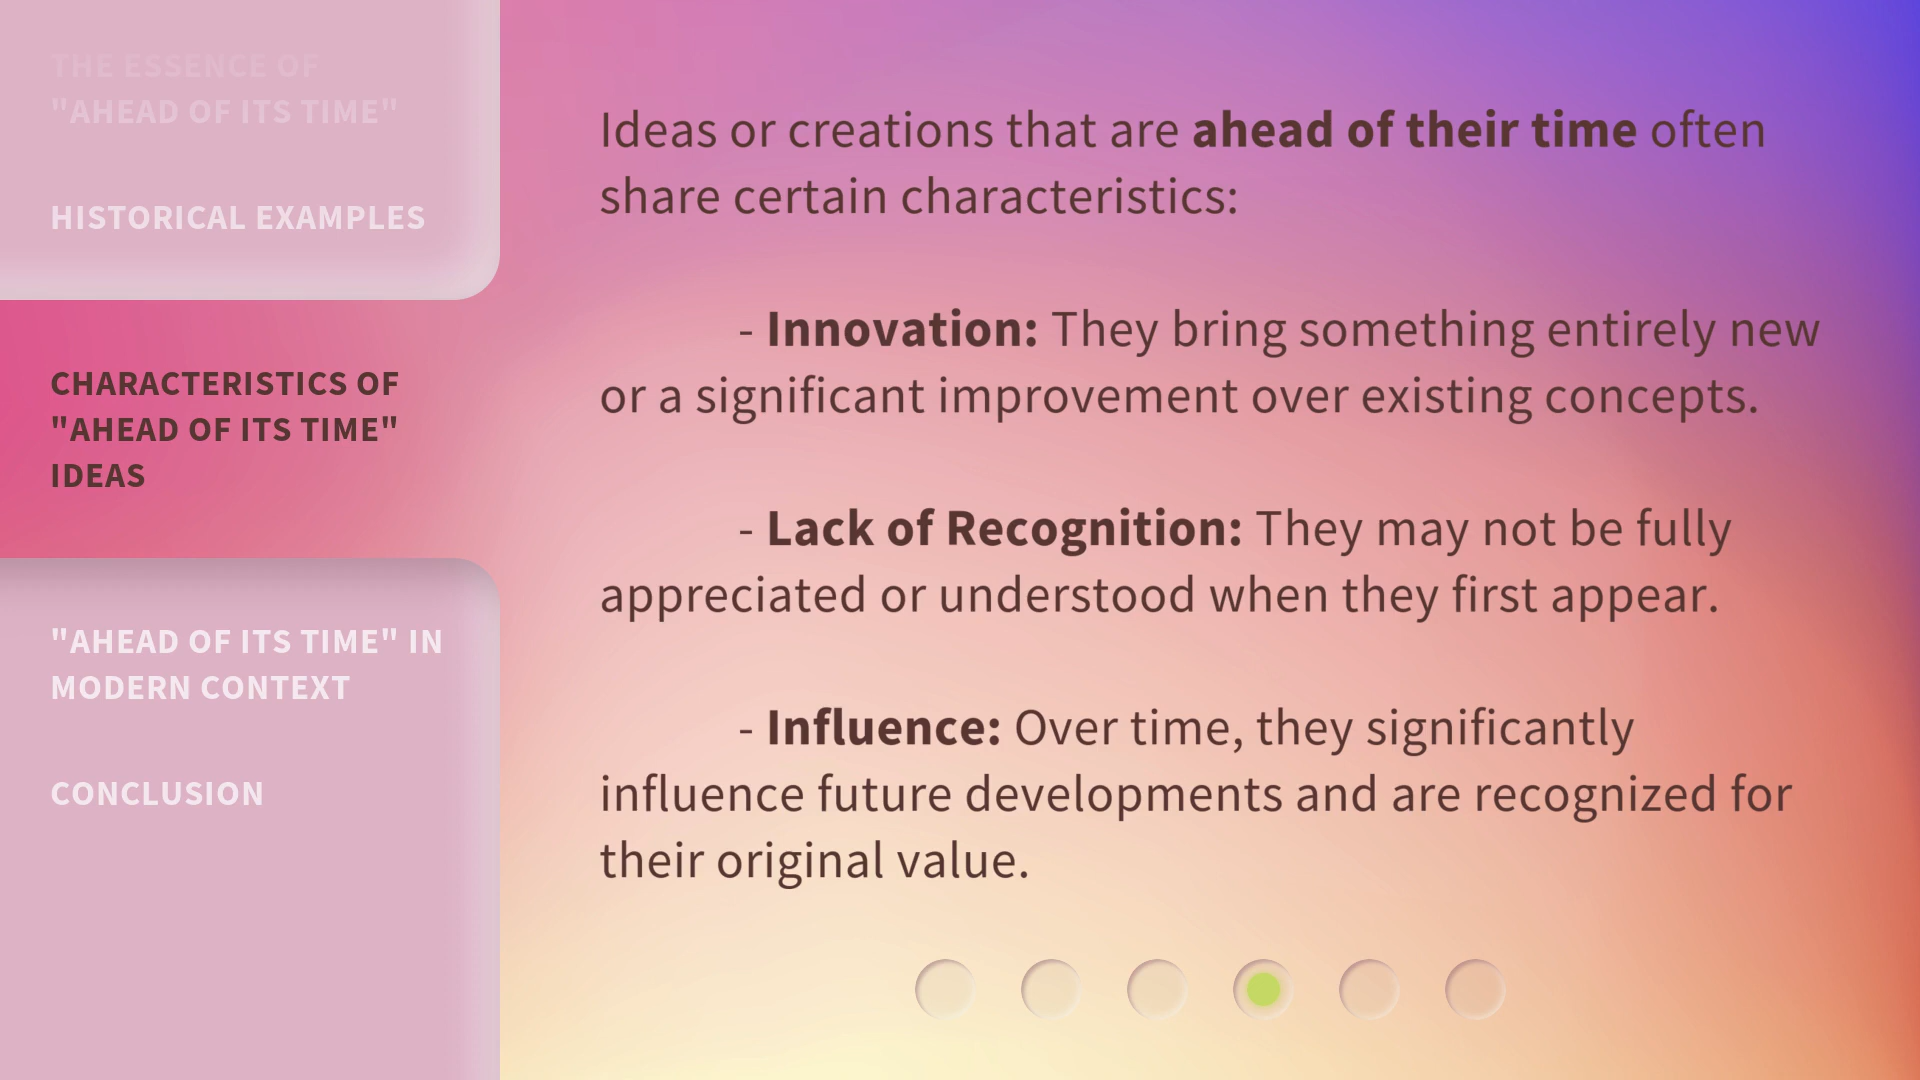 THE ESSENCE OF
"AHEAD OF ITS TIME"
HISTORICAL EXAMPLES
CHARACTERISTICS OF
"AHEAD OF ITS TIME"
IDEAS
"AHEAD OF ITS TIME" IN
MODERN CONTEXT
CONCLUSION
Ideas or creations that are ahead of their time often
share certain characteristics:
- Innovation: They bring something entirely new
or a significant improvement over existing concepts.
- Lack of Recognition: They may not be fully
appreciated or understood when they first appear.
- Influence: Over time, they significantly
influence future developments and are recognized for
their original value.